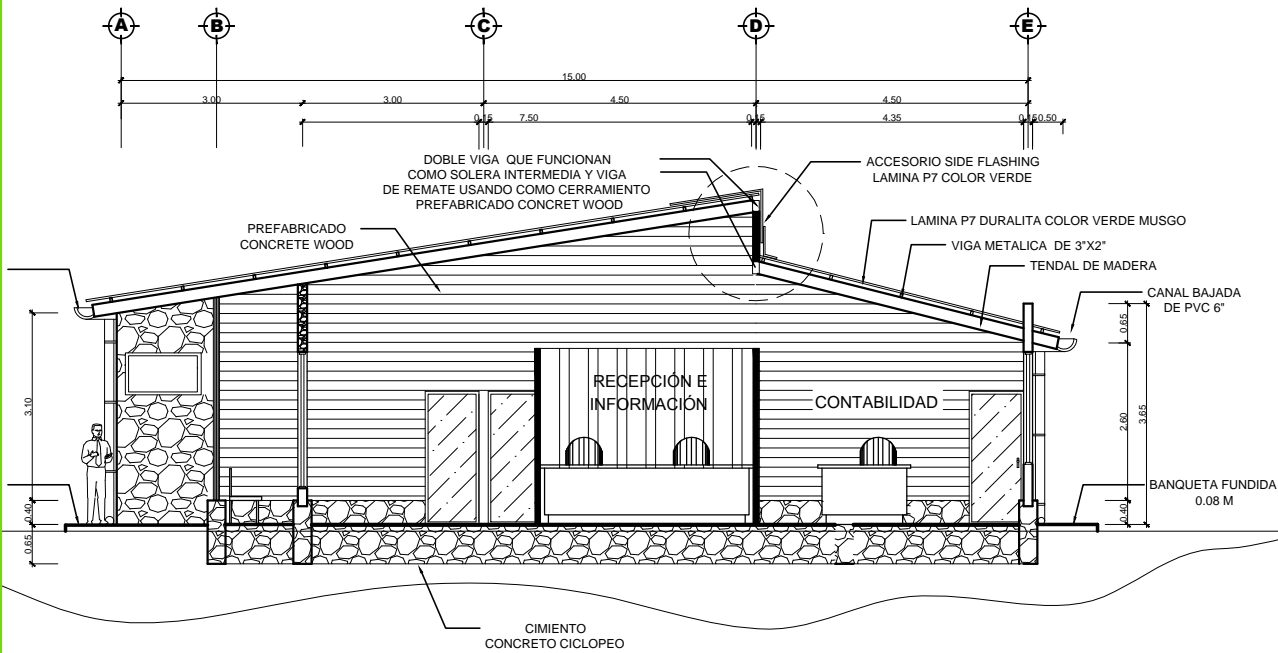 A
B
C
D
E
15.00
3.00
3.00
4.50
4.50
0.15
7.50
0.15
4.35
0.15
0.50
DOBLE VIGA QUE FUNCIONAN
COMO SOLERA INTERMEDIA Y VIGA
DE REMATE USANDO COMO CERRAMIENTO
PREFABRICADO CONCRET WOOD
ACCESORIO SIDE FLASHING
LAMINA P7 COLOR VERDE
PREFABRICADO
CONCRETE WOOD
LAMINA P7 DURALITA COLOR VERDE MUSGO
VIGA METALICA DE 3"X2"
TENDAL DE MADERA
CANAL BAJADA
DE PVC 6"
0.65
3.10
2.60
3.65
RECEPCIÓN E
INFORMACIÓN
CONTABILIDAD
BANQUETA FUNDIDA
0.08 M
0.40
0.40
0.65
CIMIENTO
CONCRETO CICLOPEO